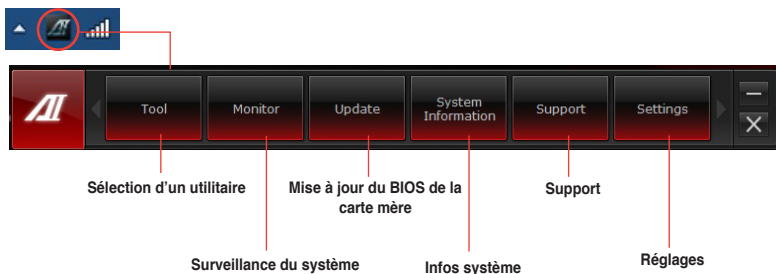 Tool
Monitor
Update
System
Information
Support
Settings
Sélection d'un utilitaire
Mise à jour du BIOS de la
carte mère
Support
Surveillance du système
Infos système
Réglages